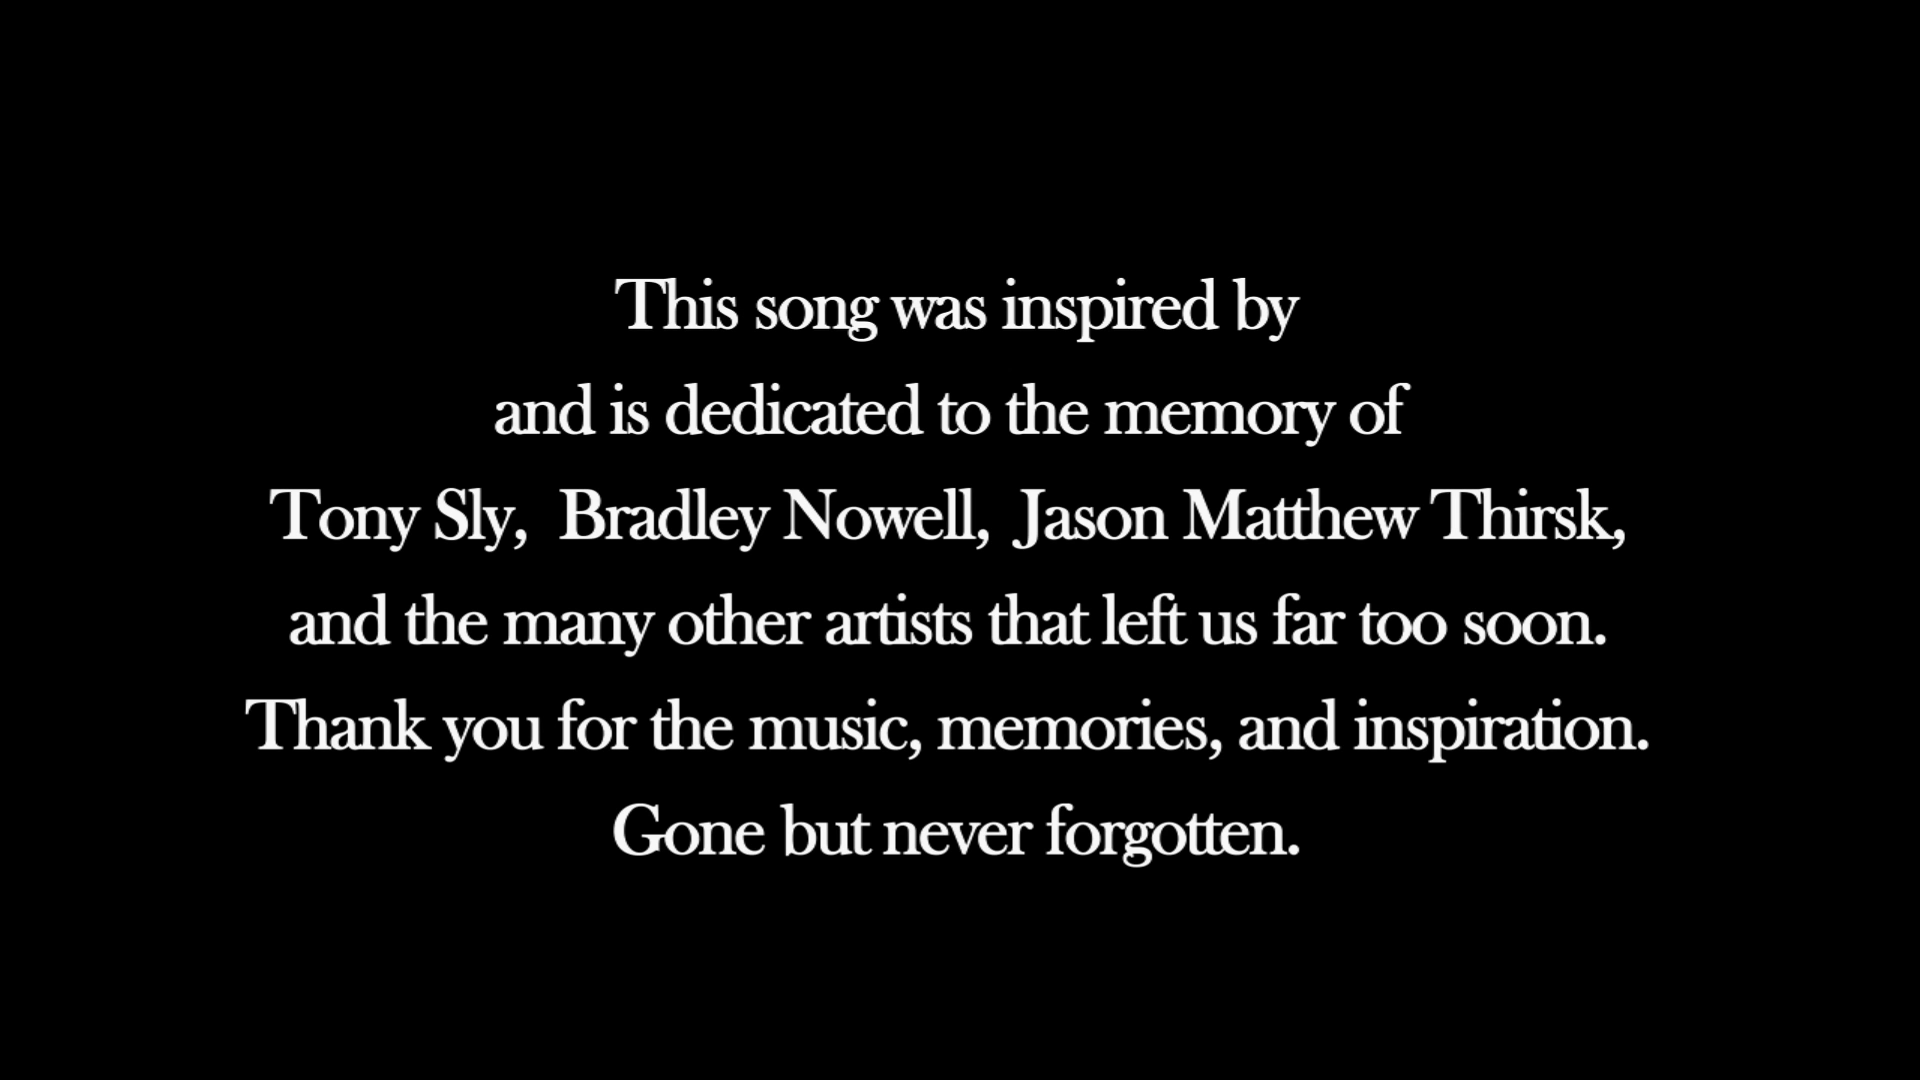 This song was inspired by
and is dedicated to the memory of
Tony Sly, Bradley Nowell, Jason Matthew Thirsk,
and the many other artists that left us far too soon.
Thank you for the music, memories, and inspiration.
Gone but never forgotten.